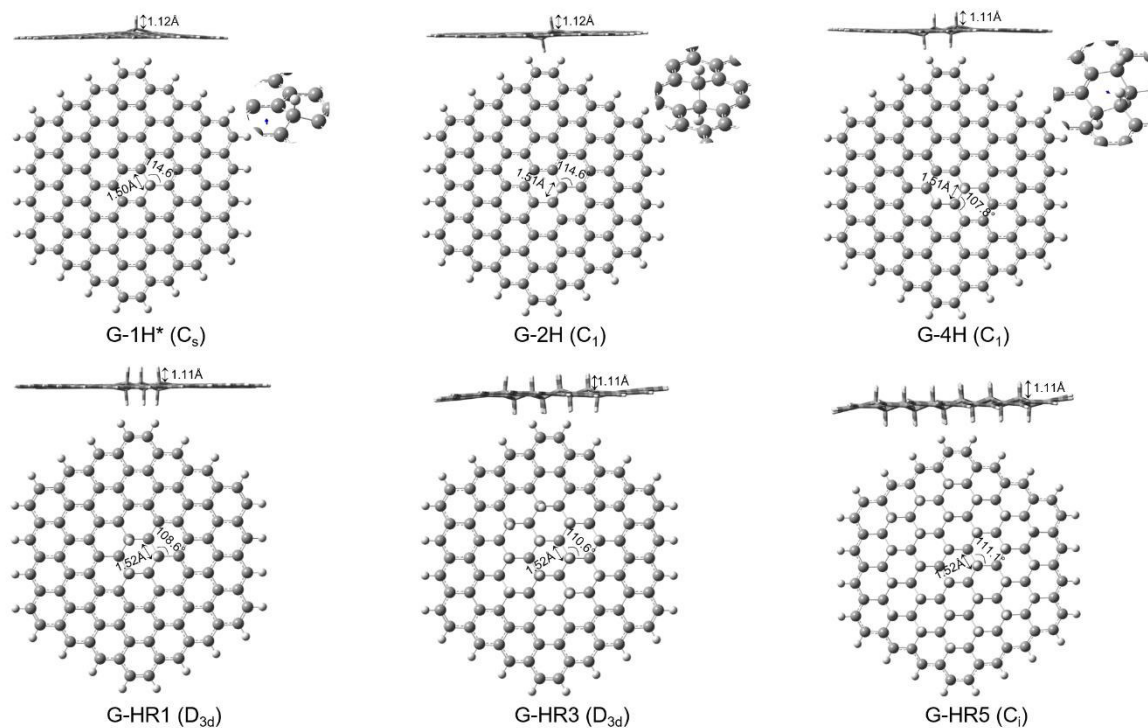 1.12Å
1.50Å
114.6
G-1H* (Cs)
1.12Å
1.51Å
114.6
G-2H (C1)
1.11Å
1.51Å
107.8°
G-4H (C1)
1.11Å
1.52Å
108.6°
G-HR1 (D3d)
1.11Å
1.52Å
110.6°
G-HR3 (D3d)
1.11Å
1.52Å
111.1°
G-HR5 (Ci)